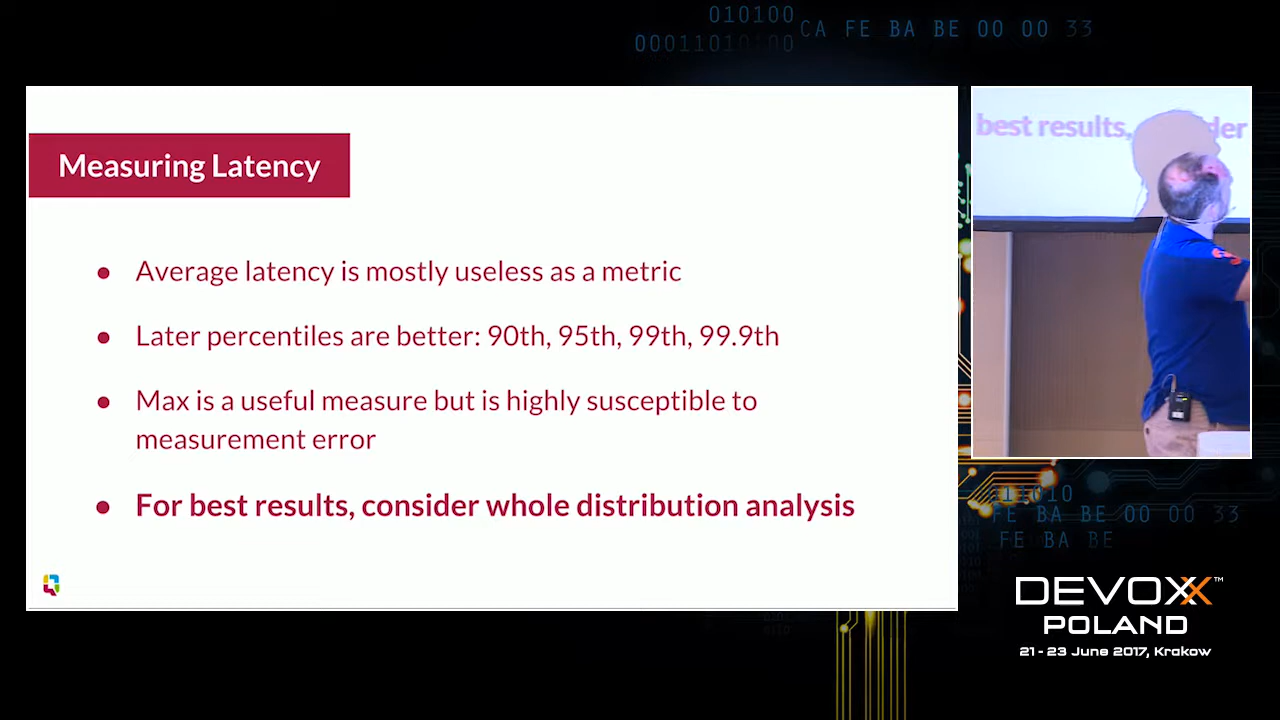 010100
CA FE BA BE 00 00 33
00011010100
Measuring Latency
best results,
der
● Average latency is mostly useless as a metric
● Later percentiles are better: 90th, 95th, 99th, 99.9th
● Max is a useful measure but is highly susceptible to
measurement error
● For best results, consider whole distribution analysis
011010
FE BA BE 00 00 33
FE BA BE
DEVOXX™
POLAND
21 - 23 June 2017, Krakow